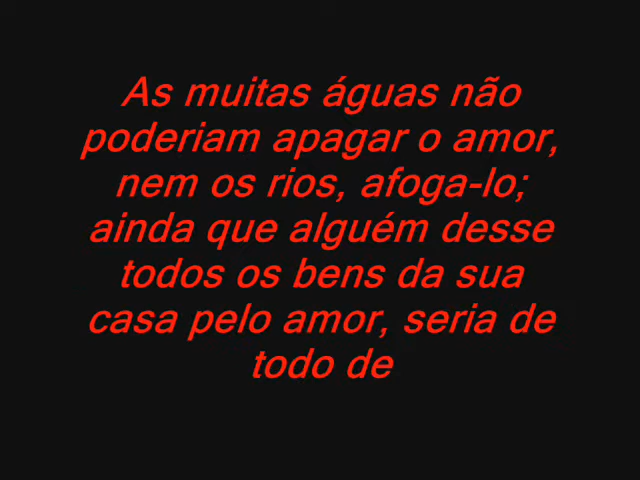 As muitas águas não
poderiam apagar o amor,
nem os rios, afoga-lo;
ainda que alguém desse
todos os bens da sua
casa pelo amor, seria de
todo de